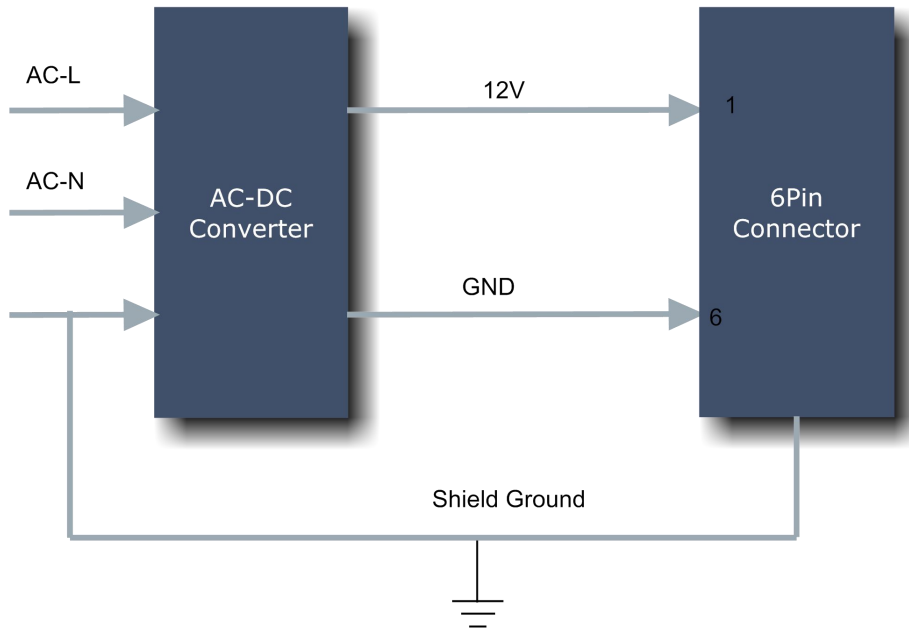 AC-L
12V
1
AC-N
AC-DC
Converter
6Pin
Connector
GND
6
Shield Ground